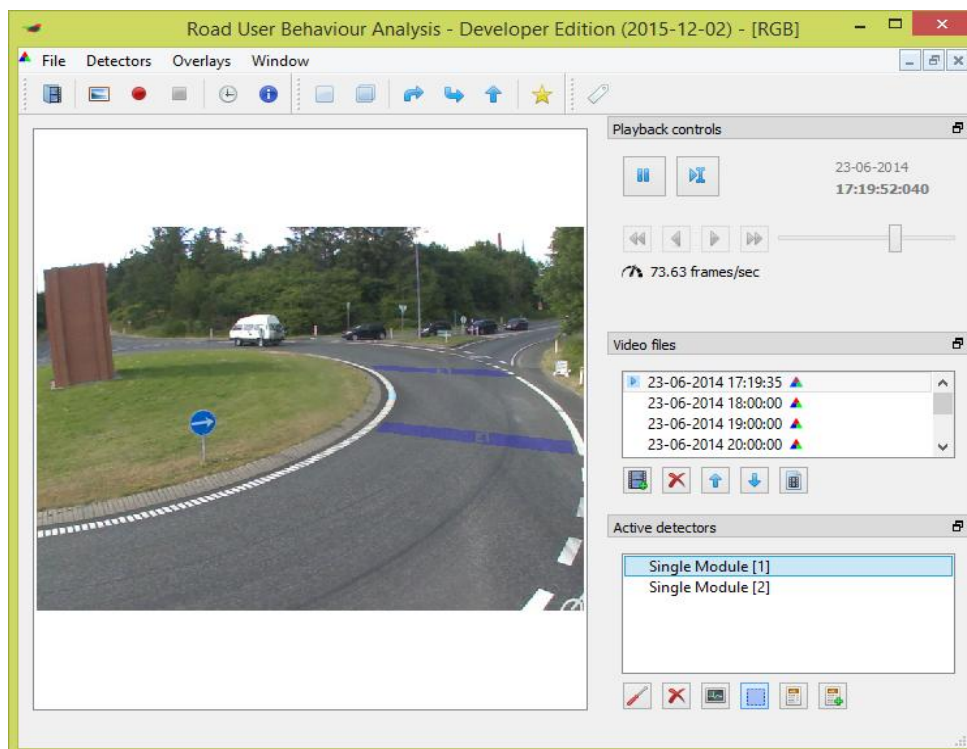 Road User Behaviour Analysis - Developer Edition (2015-12-02) - [RGB]
File Detectors Overlays Window
Playback controls
23-06-2014
17:19:52:040
73.63 frames/sec
Video files
23-06-2014 17:19:35
23-06-2014 18:00:00
23-06-2014 19:00:00
23-06-2014 20:00:00
Active detectors
Single Module [1]
Single Module [2]